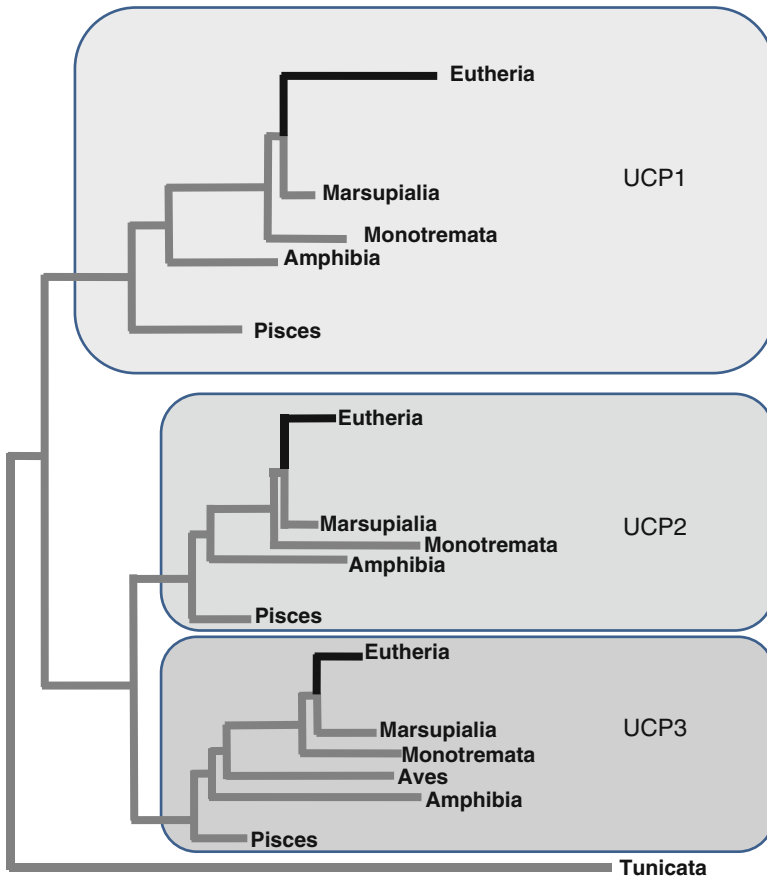 Eutheria
UCP1
Marsupialia
Monotremata
Amphibia
Pisces
Eutheria
Marsupialia
UCP2
Monotremata
Amphibia
Pisces
Eutheria
UCP3
Marsupialia
Monotremata
Aves
Amphibia
Pisces
Tunicata